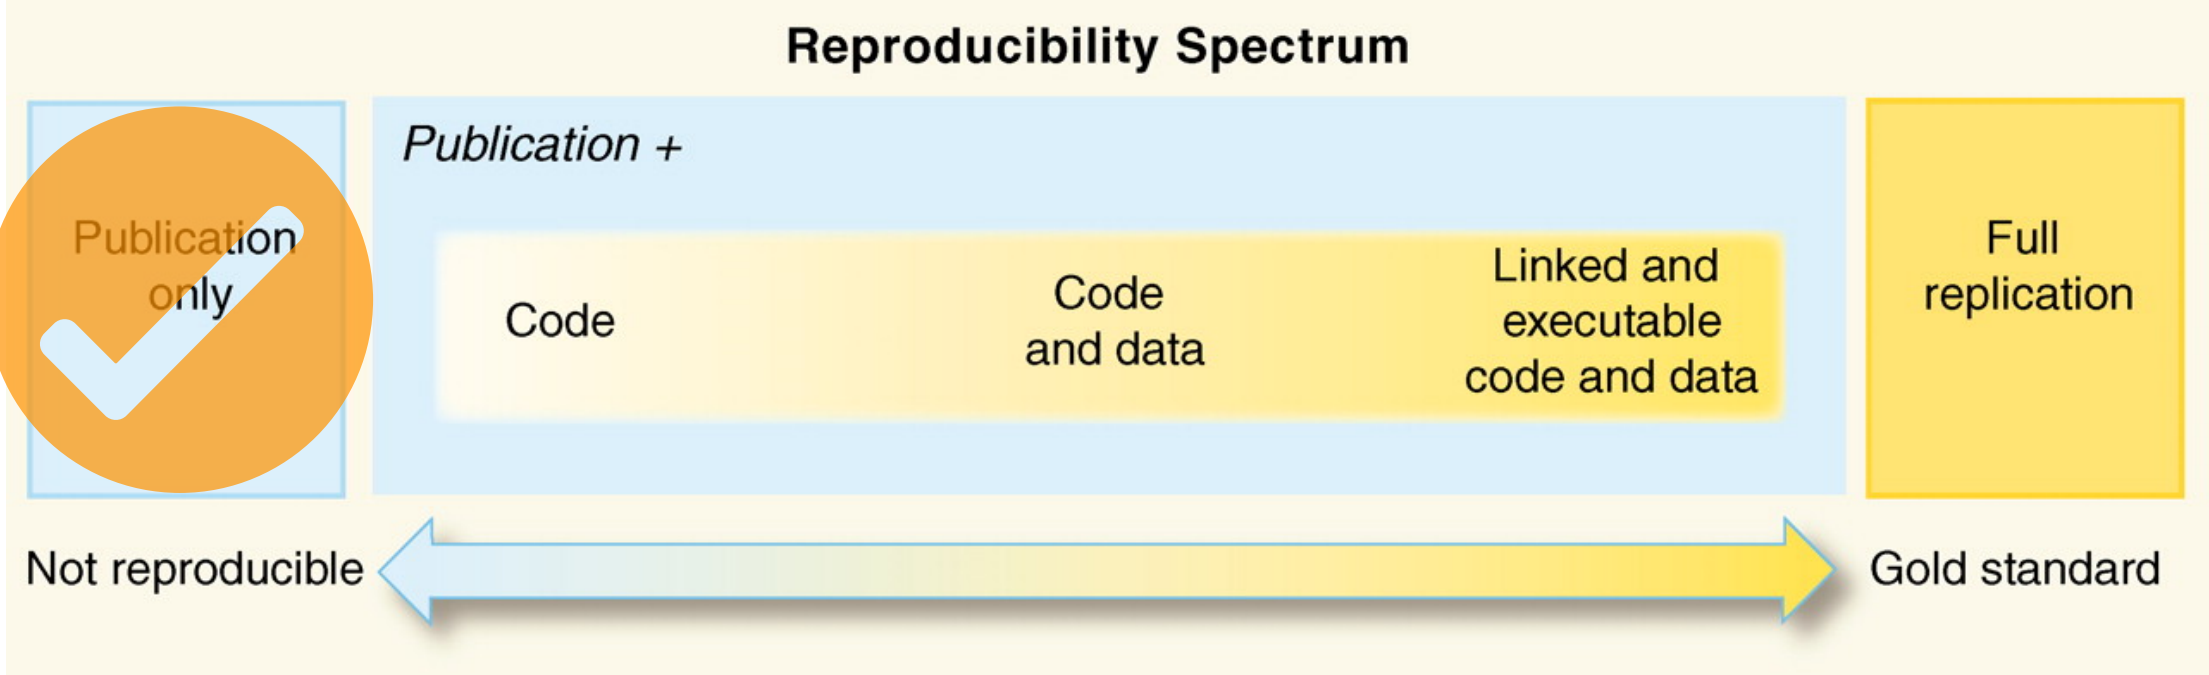 Reproducibility Spectrum
Publication
only
Publication +
Code
Code
and data
Linked and
executable
code and data
Full
replication
Not reproducible
Gold standard